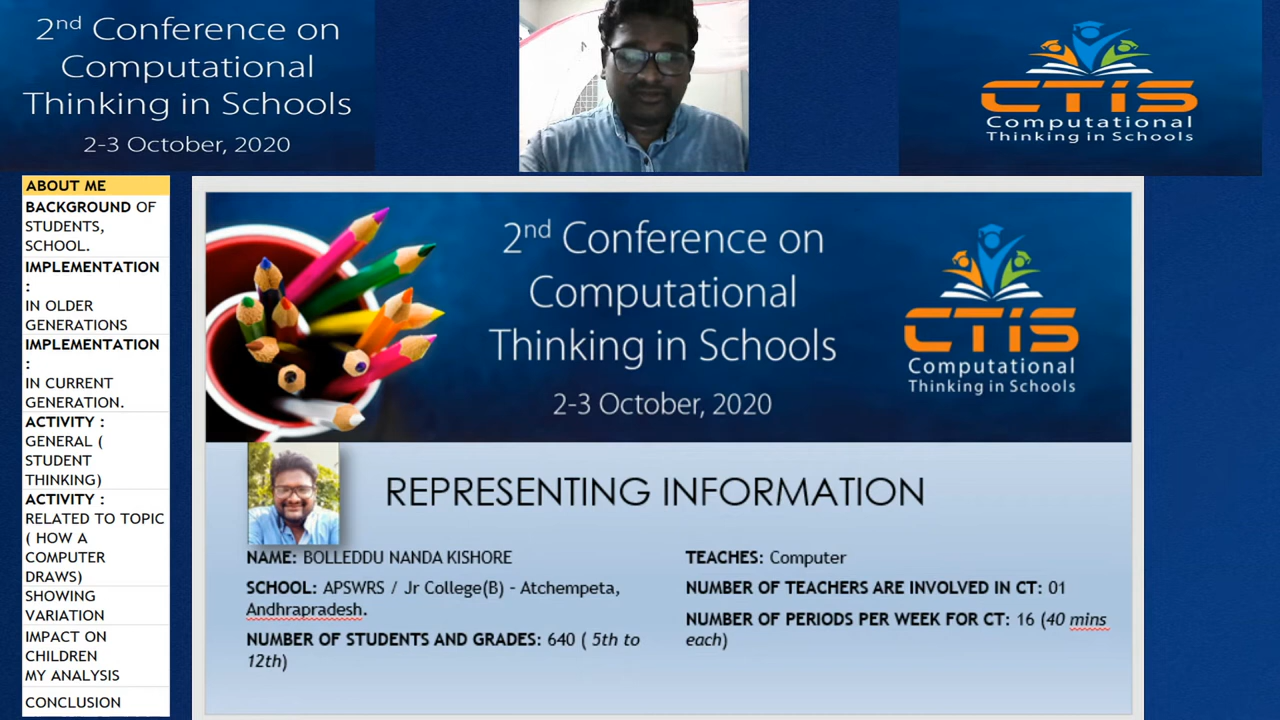 2nd Conference on
Computational
Thinking in Schools
2-3 October, 2020
CTiS
Computational
Thinking in Schools
ABOUT ME
BACKGROUND OF
STUDENTS,
SCHOOL.
IMPLEMENTATION
:
IN OLDER
GENERATIONS
IMPLEMENTATION
:
IN CURRENT
GENERATION.
ACTIVITY :
GENERAL (
STUDENT
THINKING)
ACTIVITY :
RELATED TO TOPIC
( HOW A
COMPUTER
DRAWS)
SHOWING
VARIATION
IMPACT ON
CHILDREN
MY ANALYSIS
CONCLUSION
2nd Conference on
Computational
Thinking in Schools
2-3 October, 2020
CTiS
Computational
Thinking in Schools
REPRESENTING INFORMATION
NAME: BOLLEDDU NANDA KISHORE
SCHOOL: APSWRS / Jr College(B) - Atchempeta,
Andhrapradesh.
NUMBER OF STUDENTS AND GRADES: 640 ( 5th to
12th)
TEACHES: Computer
NUMBER OF TEACHERS ARE INVOLVED IN CT: 01
NUMBER OF PERIODS PER WEEK FOR CT: 16 (40 mins
each)